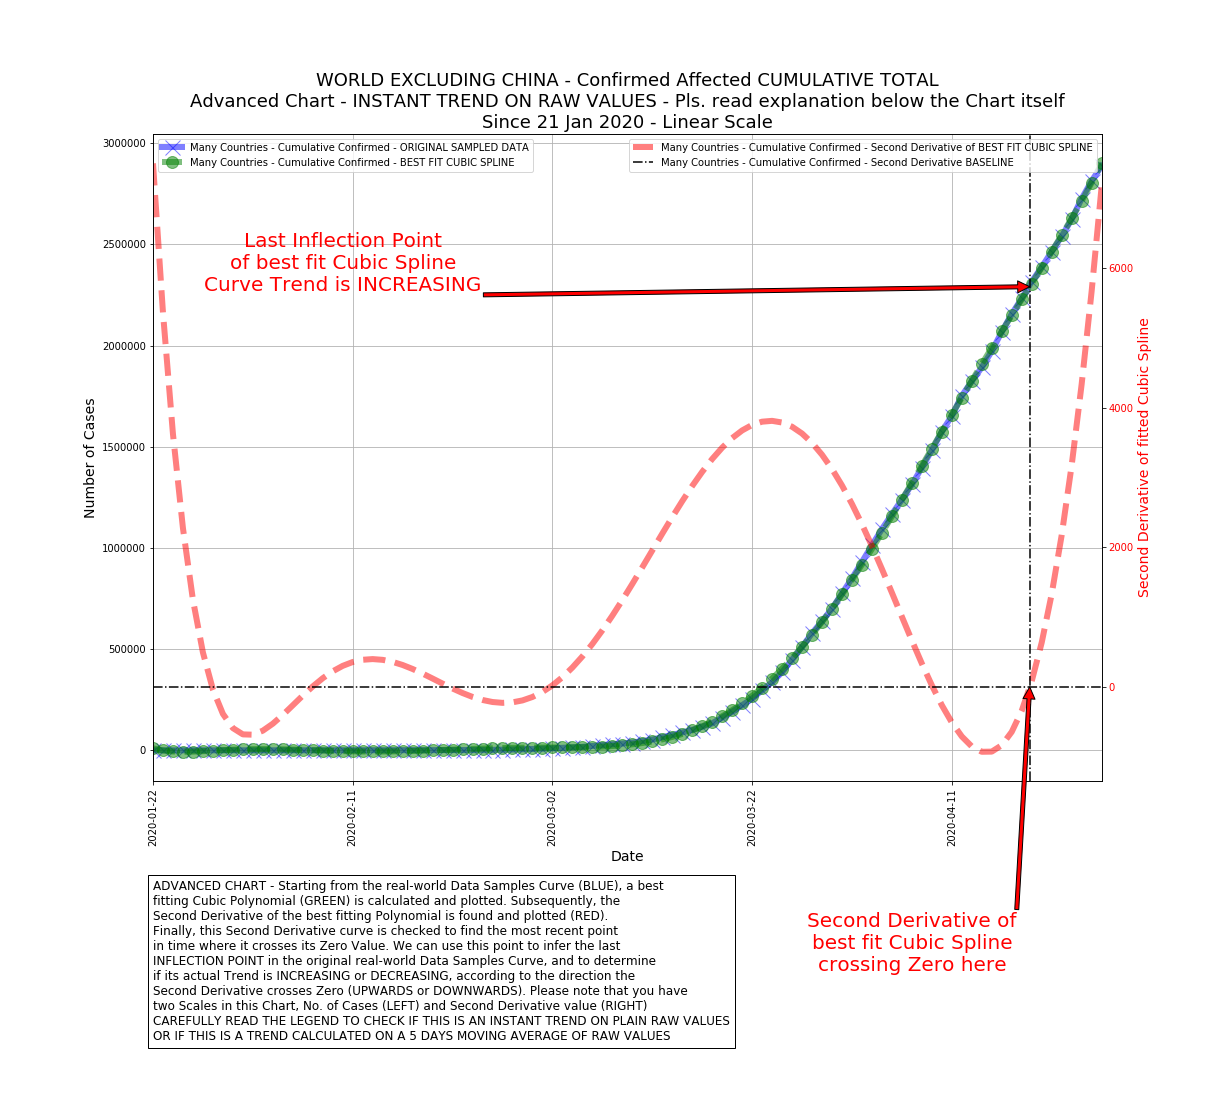 WORLD EXCLUDING CHINA - Confirmed Affected CUMULATIVE TOTAL
Advanced Chart - INSTANT TREND ON RAW VALUES - Pls. read explanation below the Chart itself
Since 21 Jan 2020 - Linear Scale
Many Countries - Cumulative Confirmed - ORIGINAL SAMPLED DATA
Many Countries - Cumulative Confirmed - BEST FIT CUBIC SPLINE
Many Countries - Cumulative Confirmed - Second Derivative of BEST FIT CUBIC SPLINE
Many Countries - Cumulative Confirmed - Second Derivative BASELINE
Last Inflection Point
of best fit Cubic Spline
Curve Trend is INCREASING
Number of Cases
3000000
2500000
2000000
1500000
1000000
500000
0
6000
4000
2000
0
Second Derivative of fitted Cubic Spline
2020-01-22
2020-02-11
2020-03-02
2020-03-22
2020-04-11
Date
ADVANCED CHART - Starting from the real-world Data Samples Curve (BLUE), a best
fitting Cubic Polynomial (GREEN) is calculated and plotted. Subsequently, the
Second Derivative of the best fitting Polynomial is found and plotted (RED).
Finally, this Second Derivative curve is checked to find the most recent point
in time where it crosses its Zero Value. We can use this point to infer the last
INFLECTION POINT in the original real-world Data Samples Curve, and to determine
if its actual Trend is INCREASING or DECREASING, according to the direction the
Second Derivative crosses Zero (UPWARDS or DOWNWARDS). Please note that you have
two Scales in this Chart, No. of Cases (LEFT) and Second Derivative value (RIGHT)
CAREFULLY READ THE LEGEND TO CHECK IF THIS IS AN INSTANT TREND ON PLAIN RAW VALUES
OR IF THIS IS A TREND CALCULATED ON A 5 DAYS MOVING AVERAGE OF RAW VALUES
Second Derivative of
best fit Cubic Spline
crossing Zero here